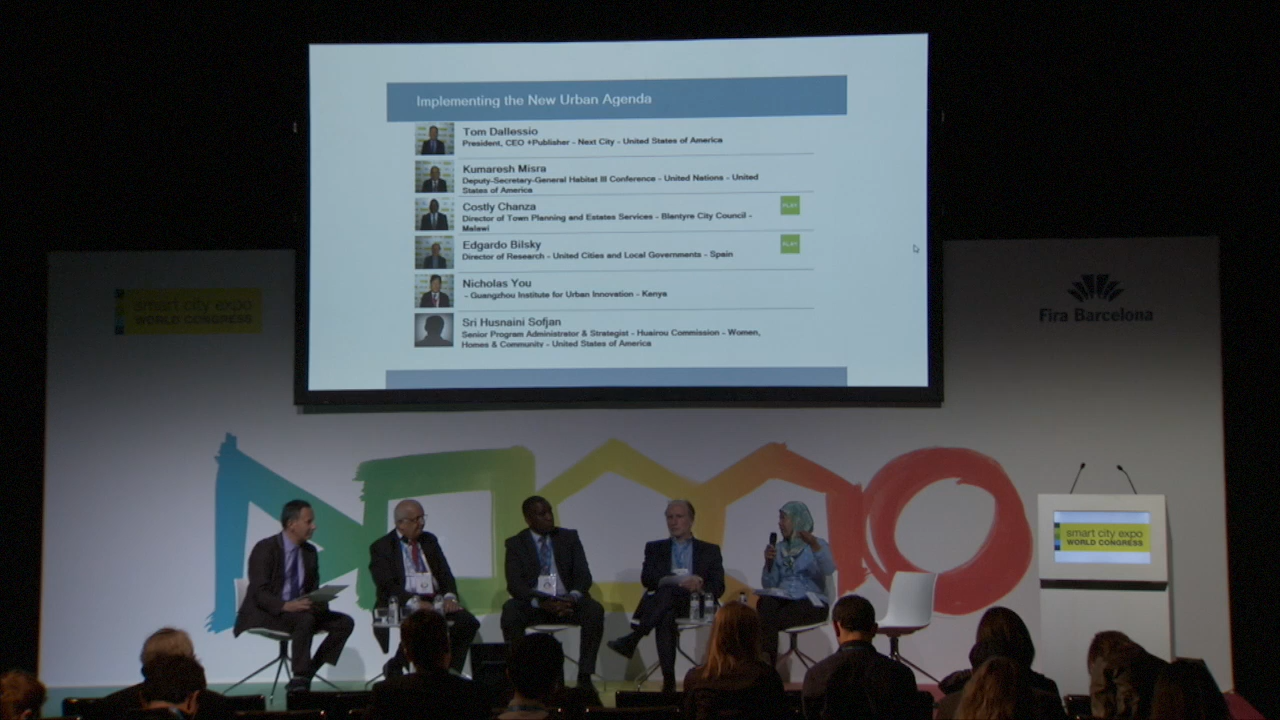 Implementing the New Urban Agenda
Tom Dallessio
President, CEO +Publisher - Next City - United States of America
Kumaresh Misra
Deputy-Secretary-General Habitat III Conference - United Nations - United
States of America
Costly Chanza
PLAY
Director of Town Planning and Estates Services - Blantyre City Council -
Malawi
Edgardo Bilsky
PLAY
Director of Research - United Cities and Local Governments - Spain
Nicholas You
- Guangzhou Institute for Urban Innovation - Kenya
Sri Husnaini Sofjan
Senior Program Administrator & Strategist - Huairou Commission - Women,
Homes & Community - United States of America
smart city expo
WORLD CONGRESS
Fira Barcelona
smart city expo
WORLD CONGRESS